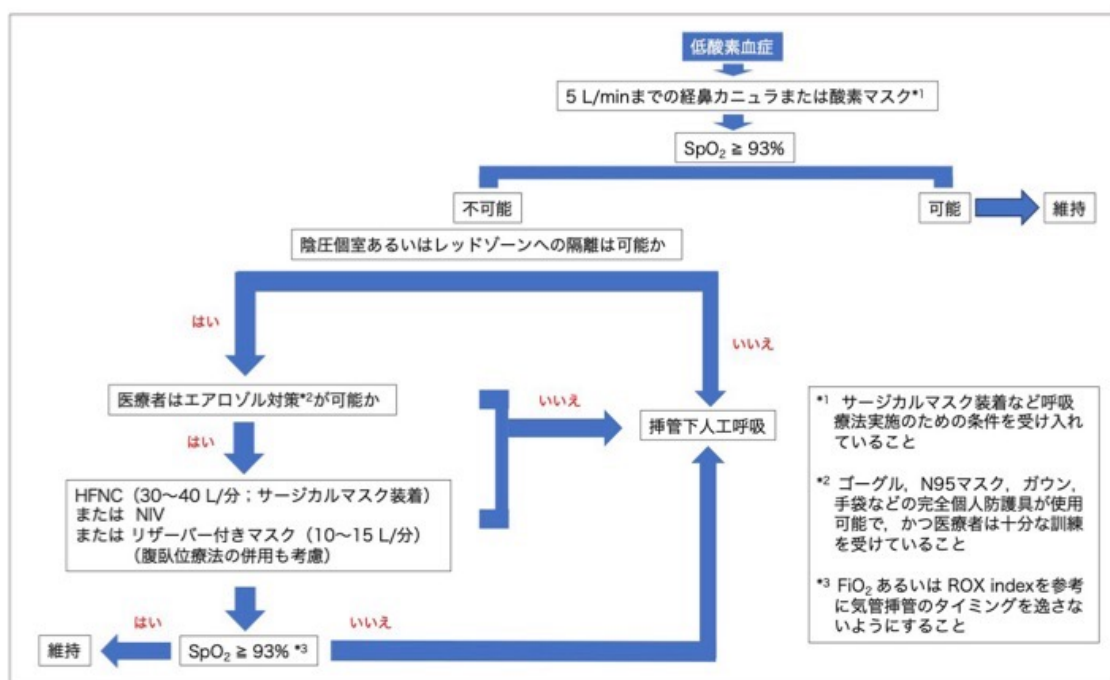 低酸素血症
5 L/minまでの経鼻カニュラまたは酸素マスク*1
SpO2 ≧ 93%
不可能
可能
維持
陰圧個室あるいはレッドゾーンへの隔離は可能か
はい
いいえ
医療者はエアロゾル対策*2が可能か
いいえ
挿管下人工呼吸
はい
HFNC（30〜40 L/分；サージカルマスク装着）
または NIV
または リザーバー付きマスク（10〜15 L/分）
（腹臥位療法の併用も考慮）
はい
いいえ
維持
SpO2 ≧ 93% *3
*1 サージカルマスク装着など呼吸
療法実施のための条件を受け入れ
ていること
*2 ゴーグル，N95マスク，ガウン，
手袋などの完全個人防護具が使用
可能で，かつ医療者は十分な訓練
を受けていること
*3 FiO2 あるいは ROX indexを参考
に気管挿管のタイミングを逸さな
いようにすること